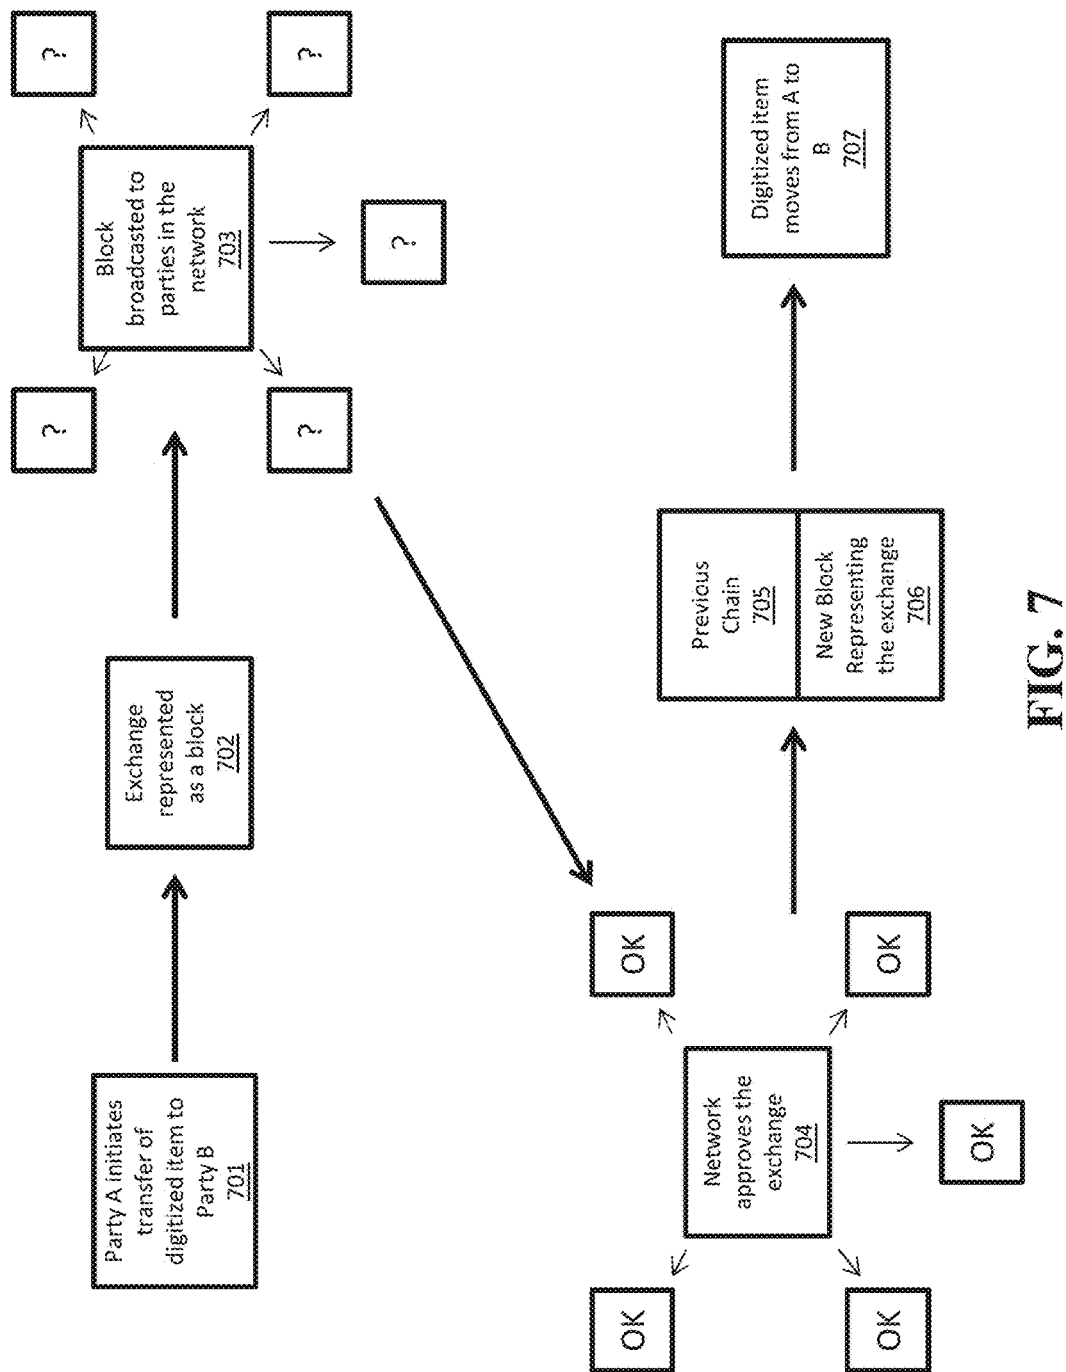 Party A initiates
transfer of
digitized item to
Party B
701
Exchange
represented
as a block
702
Block
broadcasted to
parties in the
network
703
?
?
?
?
?
Network
approves the
exchange
704
OK
OK
OK
OK
OK
Previous
Chain
705
New Block
Representing
the exchange
706
Digitized item
moves from A to
B
707
FIG. 7